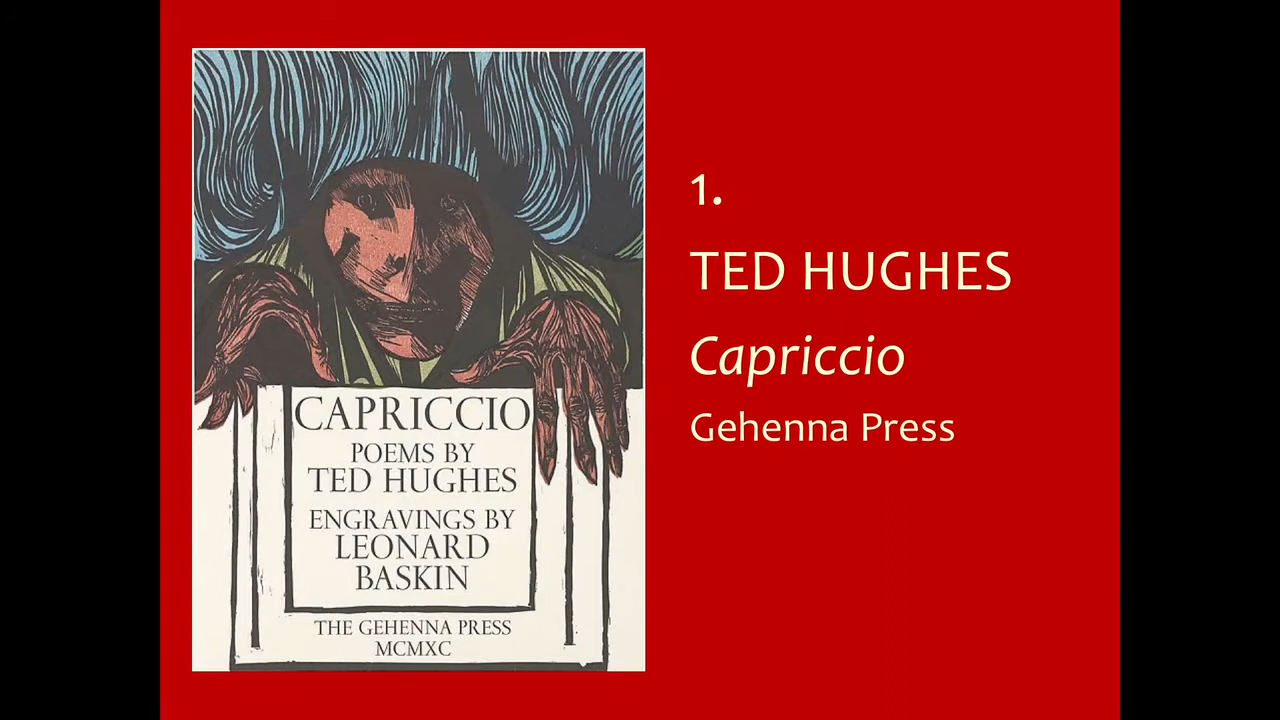 CAPRICCIO
POEMS BY
TED HUGHES
ENGRAVINGS BY
LEONARD
BASKIN
THE GEHENNA PRESS
MCMXC
1.
TED HUGHES
Capriccio
Gehenna Press